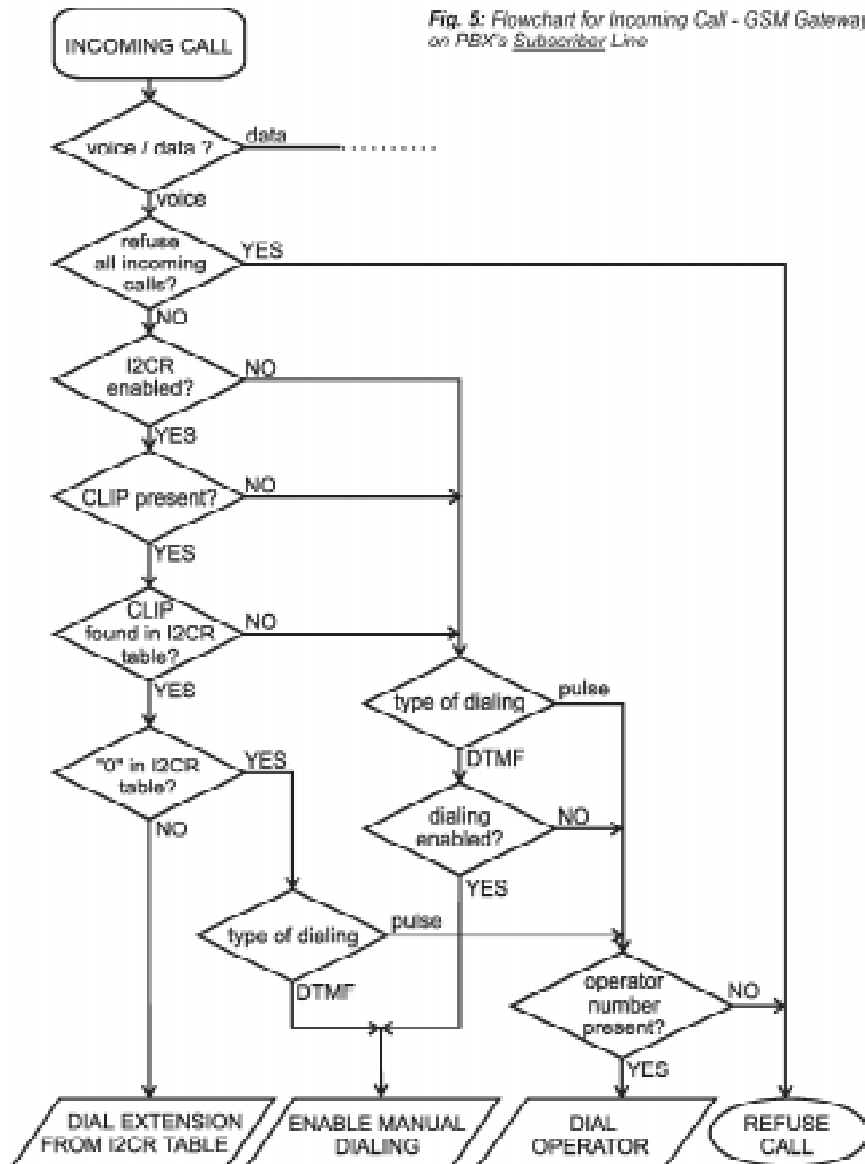 Fig. 5: Flowchart for Incoming Call - GSM Gateway
on PBX's Subscriber Line
INCOMING CALL
voice / data ?
data
voice
refuse
all incoming
calls?
YES
NO
I2CR
enabled?
NO
YES
CLIP present?
NO
YES
CLIP
found in I2CR
table?
NO
YES
type of dialing
pulse
DTMF
"0" in I2CR
table?
YES
NO
dialing
enabled?
NO
YES
type of dialing
pulse
DTMF
operator
number
present?
NO
YES
DIAL EXTENSION
FROM I2CR TABLE
ENABLE MANUAL
DIALING
DIAL
OPERATOR
REFUSE
CALL